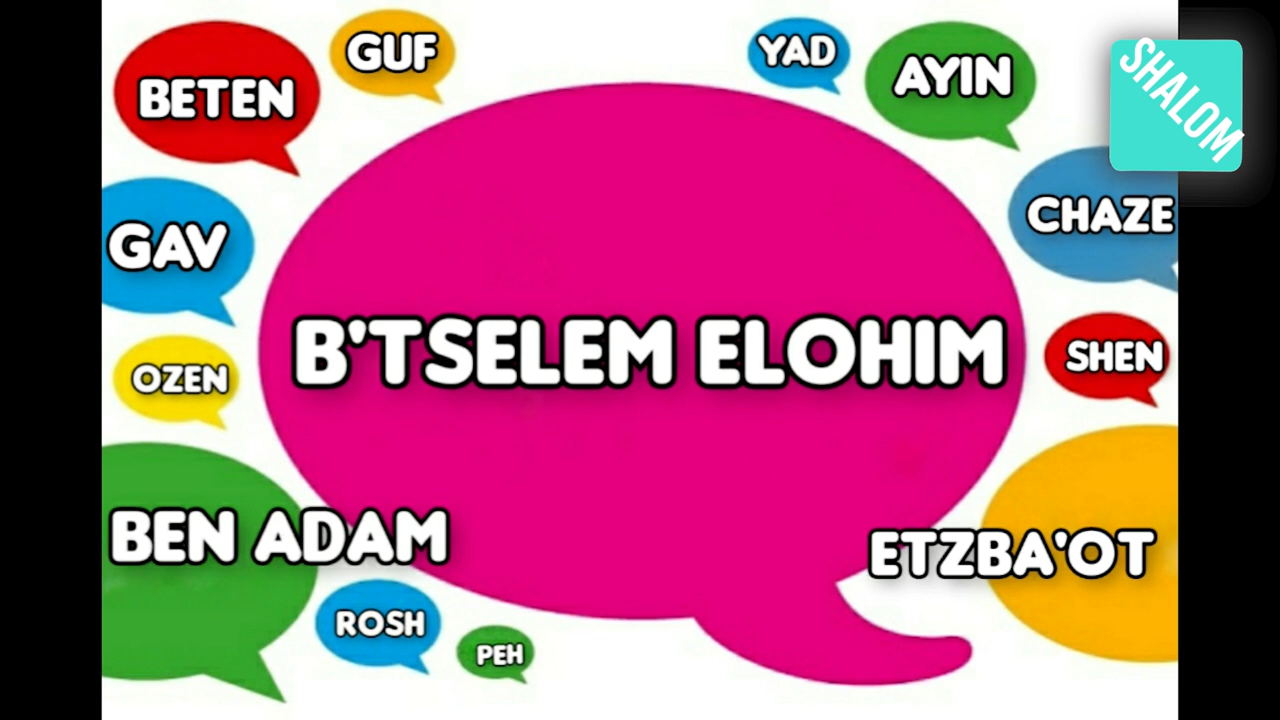 BETEN
GUF
YAD
AYIN
SHALOM
GAV
CHAZE
B'TSELEM ELOHIM
OZEN
SHEN
BEN ADAM
ETZBA'OT
ROSH
PEH